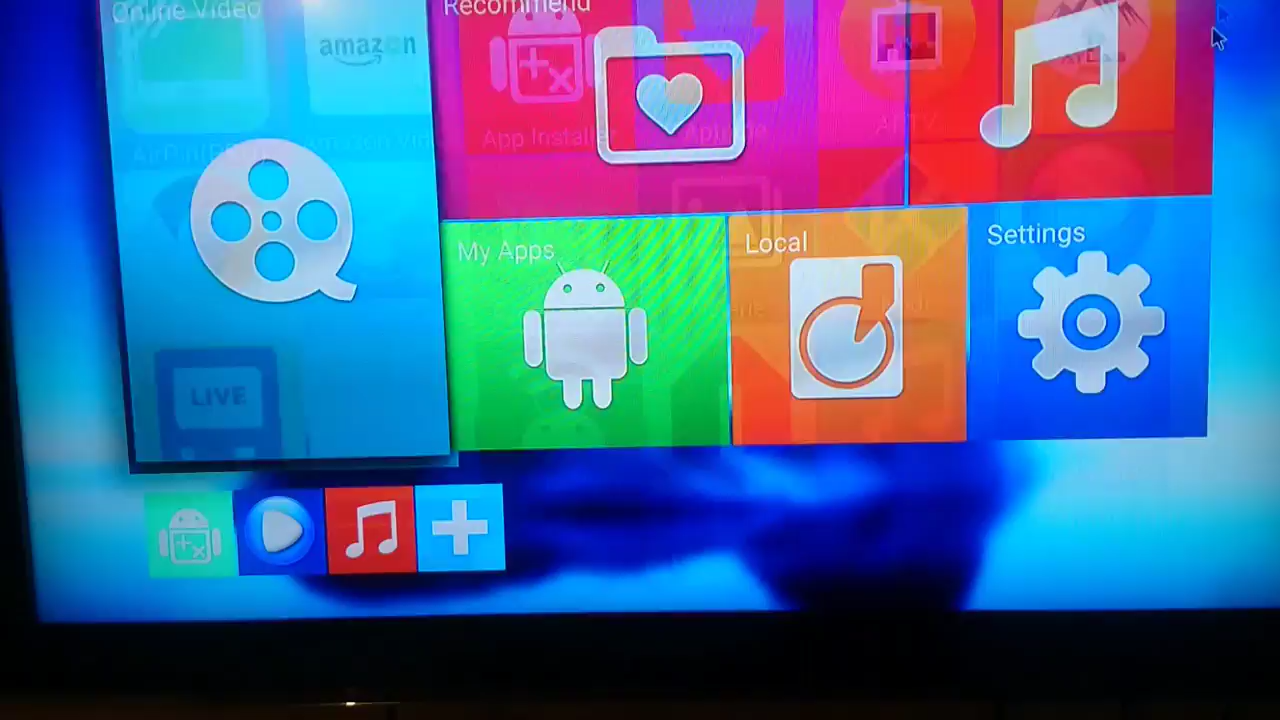 Online Video
Recommend
amazon
App Installer
My Apps
Local
Settings
LIVE